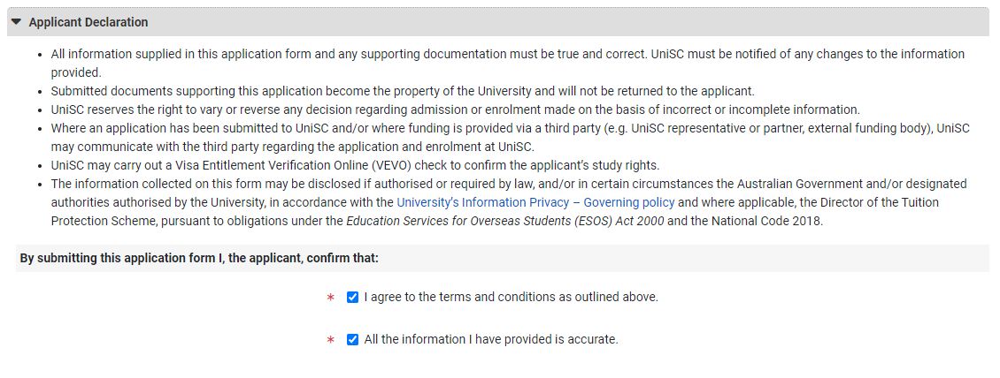 Applicant Declaration
• All information supplied in this application form and any supporting documentation must be true and correct. UniSC must be notified of any changes to the information
provided.
• Submitted documents supporting this application become the property of the University and will not be returned to the applicant.
• UniSC reserves the right to vary or reverse any decision regarding admission or enrolment made on the basis of incorrect or incomplete information.
• Where an application has been submitted to UniSC and/or where funding is provided via a third party (e.g. UniSC representative or partner, external funding body), UniSC
may communicate with the third party regarding the application and enrolment at UniSC.
• UniSC may carry out a Visa Entitlement Verification Online (VEVO) check to confirm the applicant's study rights.
• The information collected on this form may be disclosed if authorised or required by law, and/or in certain circumstances the Australian Government and/or designated
authorities authorised by the University, in accordance with the University's Information Privacy – Governing policy and where applicable, the Director of the Tuition
Protection Scheme, pursuant to obligations under the Education Services for Overseas Students (ESOS) Act 2000 and the National Code 2018.
By submitting this application form I, the applicant, confirm that:
* I agree to the terms and conditions as outlined above.
* All the information I have provided is accurate.